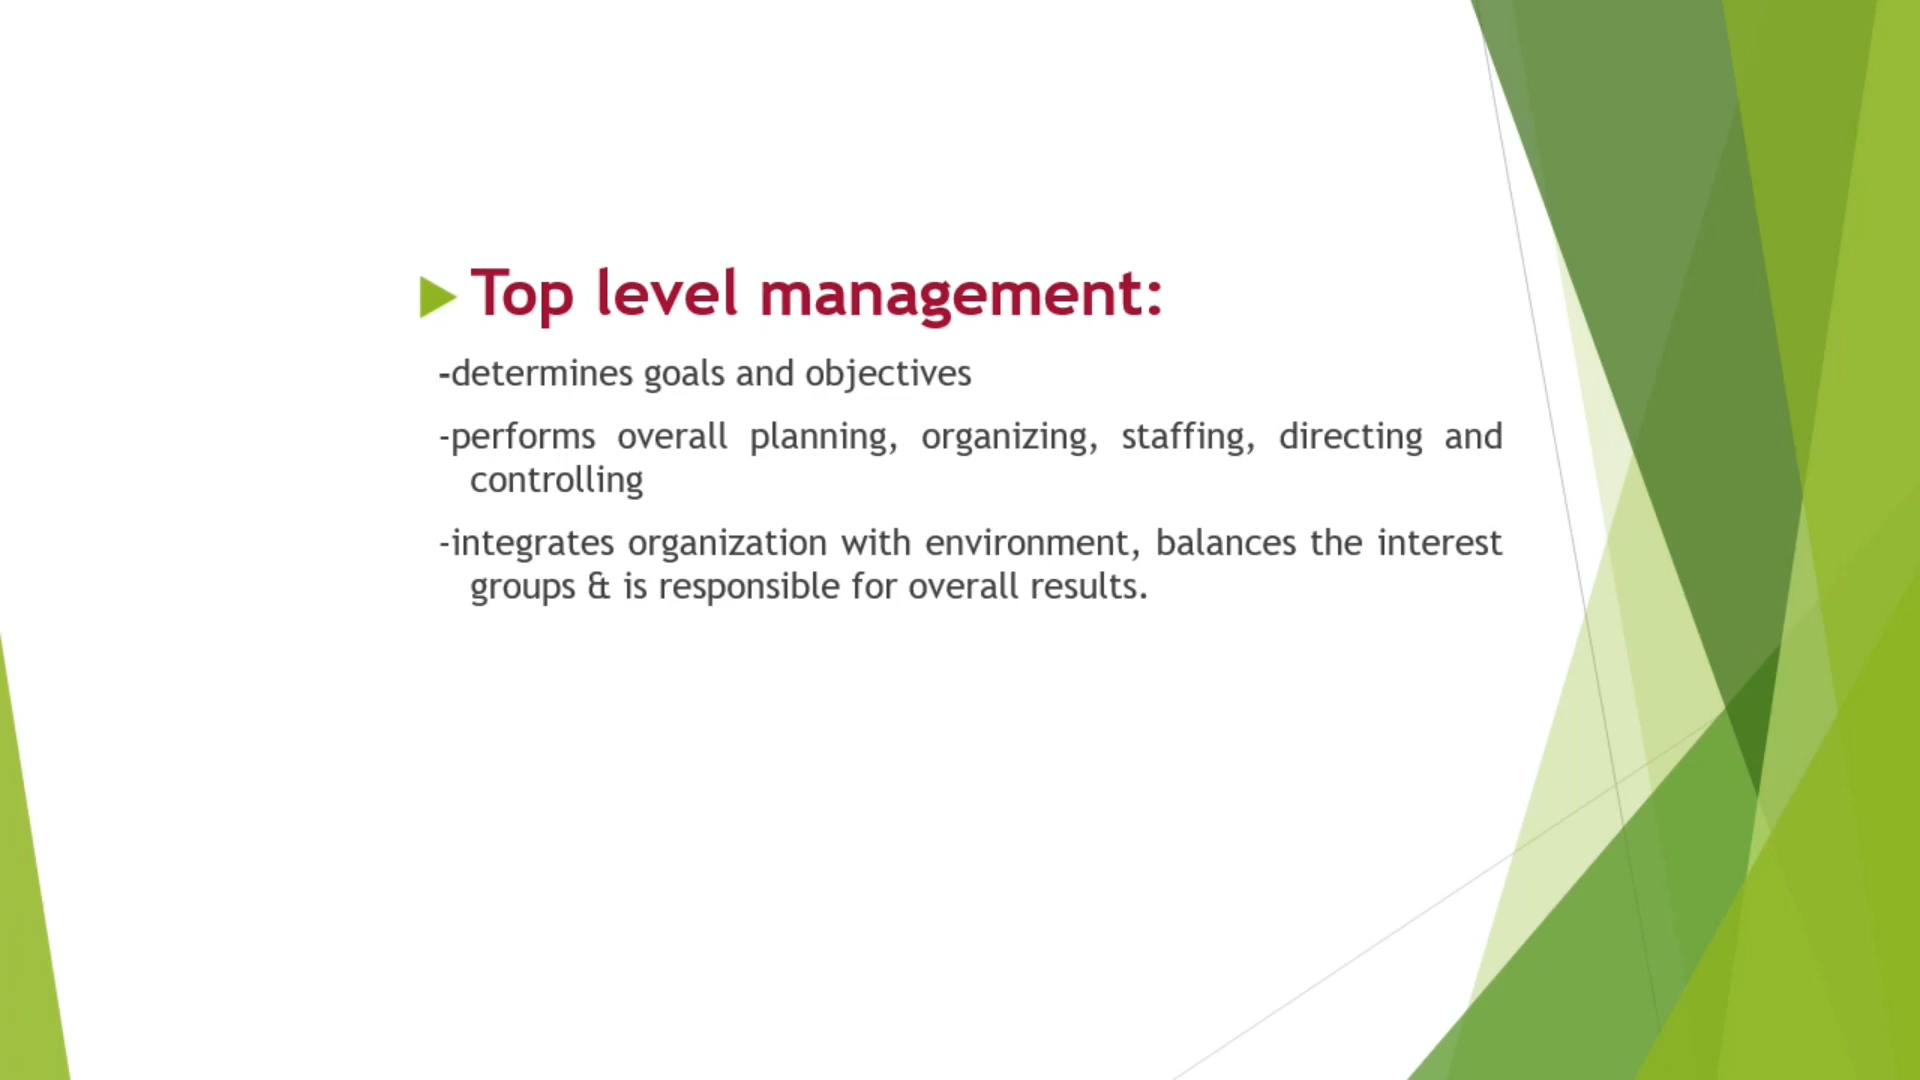 Top level management:
-determines goals and objectives
-performs overall planning, organizing, staffing, directing and
controlling
-integrates organization with environment, balances the interest
groups & is responsible for overall results.